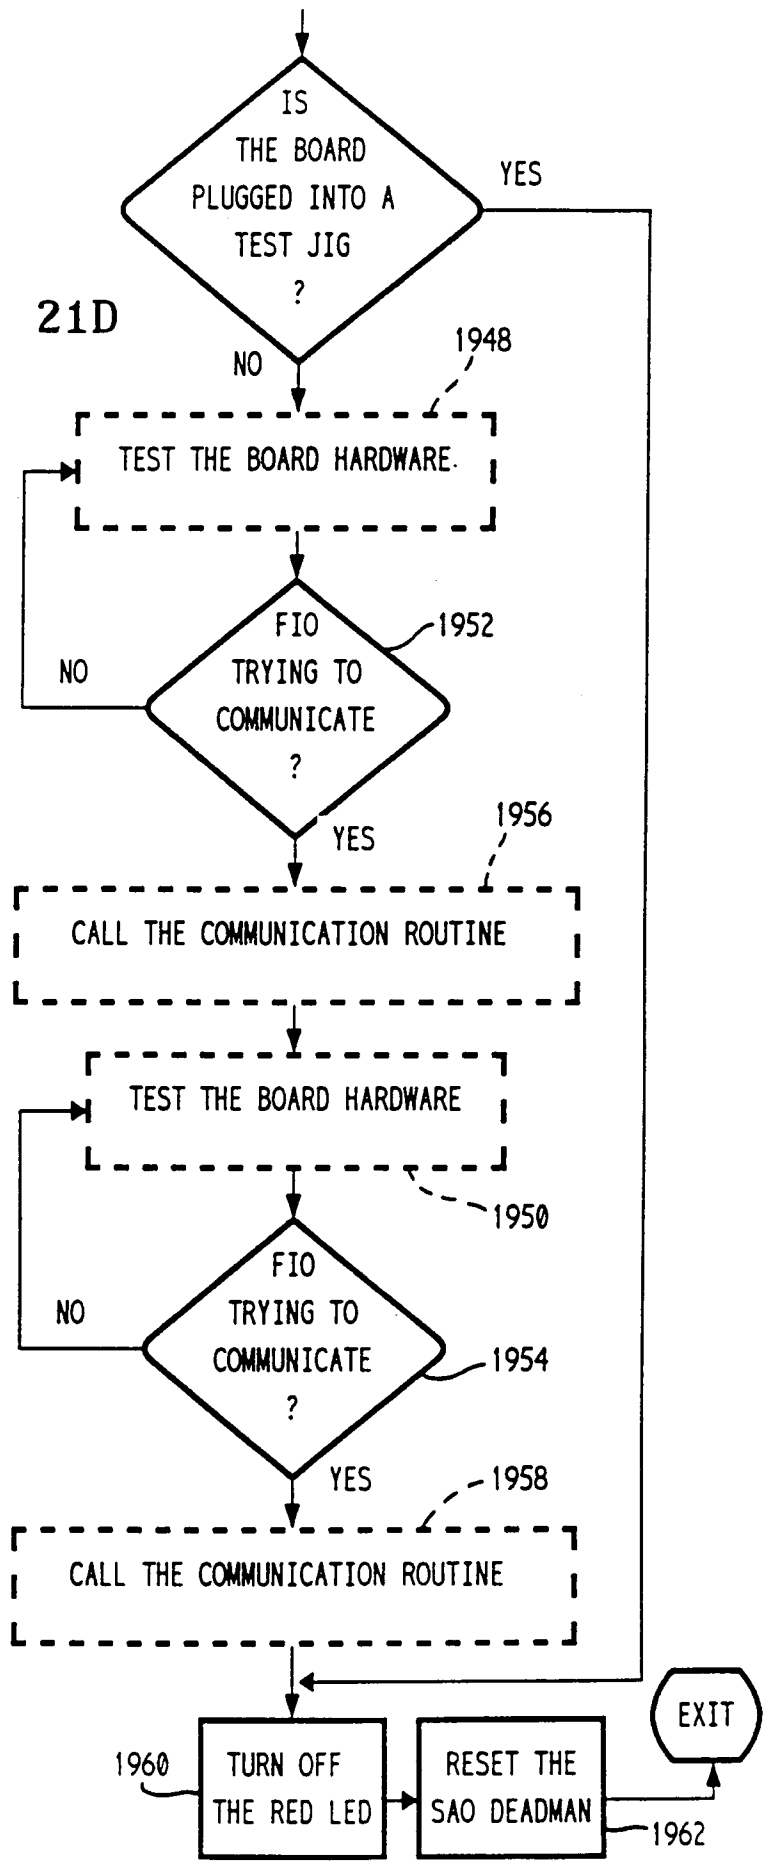 IS
THE BOARD
PLUGGED INTO A
TEST JIG
?
YES
21D
NO
1948
TEST THE BOARD HARDWARE.
FIO
TRYING TO
COMMUNICATE
?
1952
NO
YES
1956
CALL THE COMMUNICATION ROUTINE
TEST THE BOARD HARDWARE
1950
FIO
TRYING TO
COMMUNICATE
?
NO
1954
YES
1958
CALL THE COMMUNICATION ROUTINE
1960
TURN OFF
THE RED LED
RESET THE
SAO DEADMAN
1962
EXIT